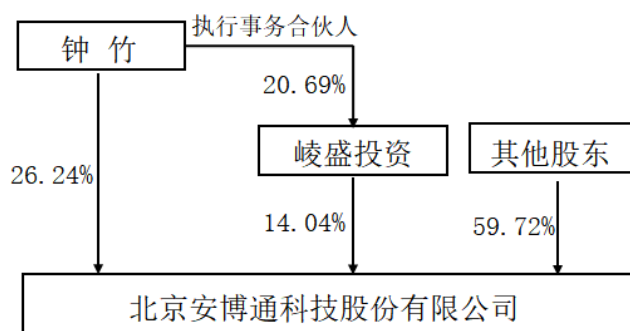 钟 竹
执行事务合伙人
20.69%
崚盛投资
其他股东
26.24%
14.04%
59.72%
北京安博通科技股份有限公司